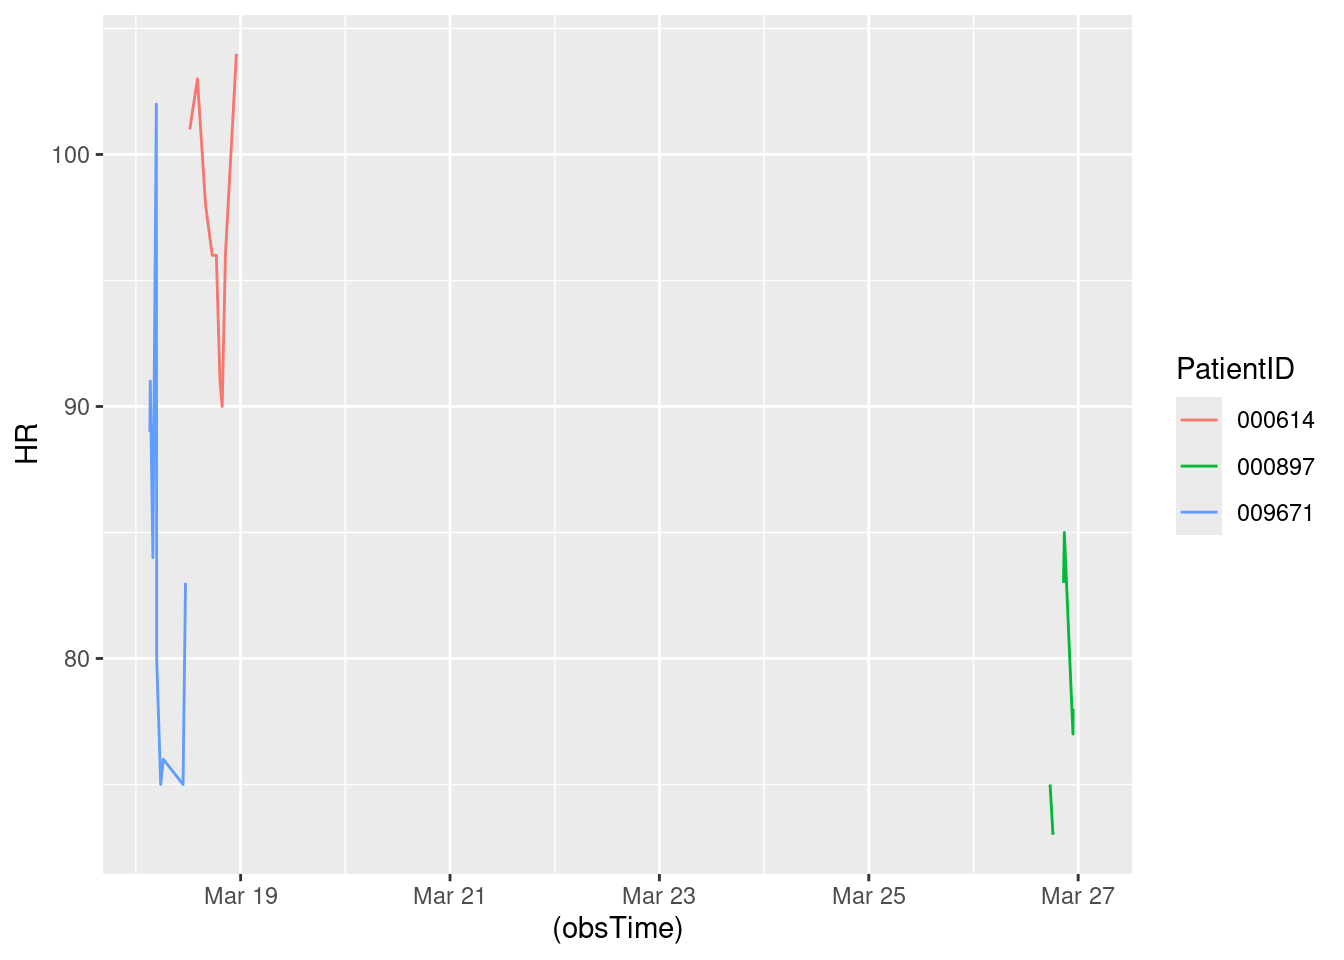 HR
100
90
80
Mar 19
Mar 21
Mar 23
Mar 25
Mar 27
(obsTime)
PatientID
000614
000897
009671